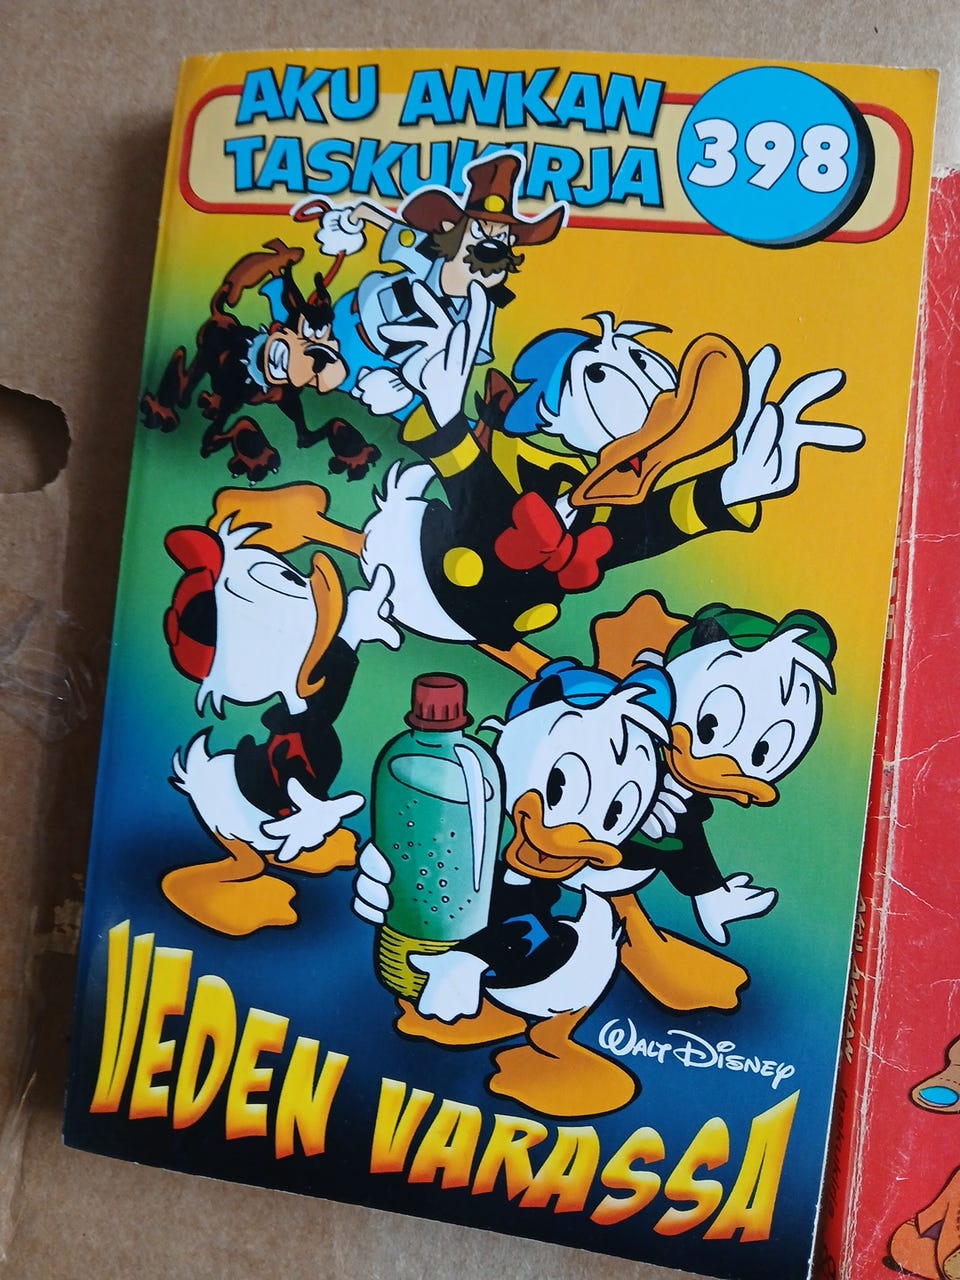 AKU ANKAN
TASKUKIRJA
398
WALT DISNEY
VEDEN VARASSA